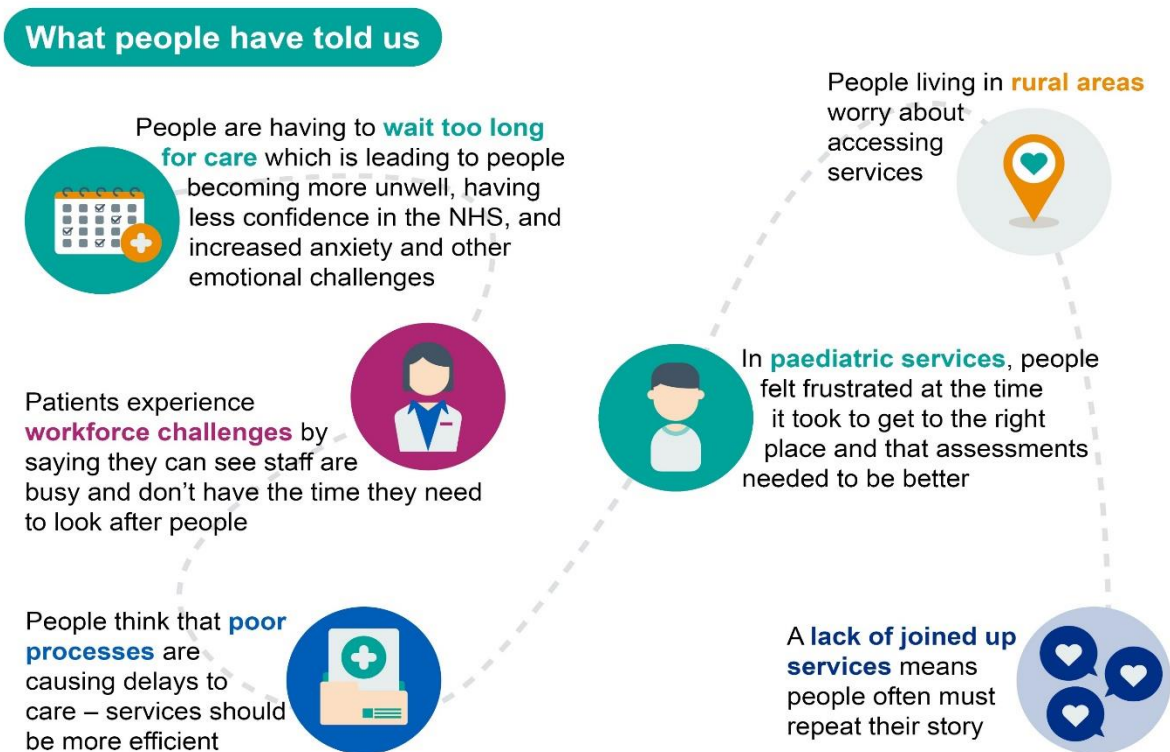 What people have told us
People are having to wait too long
for care which is leading to people
becoming more unwell, having
less confidence in the NHS, and
increased anxiety and other
emotional challenges
Patients experience
workforce challenges by
saying they can see staff are
busy and don’t have the time they need
to look after people
People think that poor
processes are
causing delays to
care – services should
be more efficient
In paediatric services, people
felt frustrated at the time
it took to get to the right
place and that assessments
needed to be better
People living in rural areas
worry about
accessing
services
A lack of joined up
services means
people often must
repeat their story